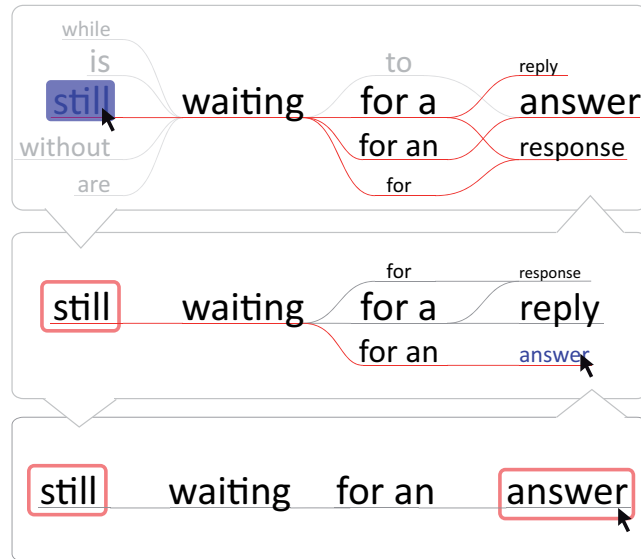 while
is to reply
still waiting for a answer
without for an response
are for
for response
still waiting for a reply
for an answer
still waiting for an answer